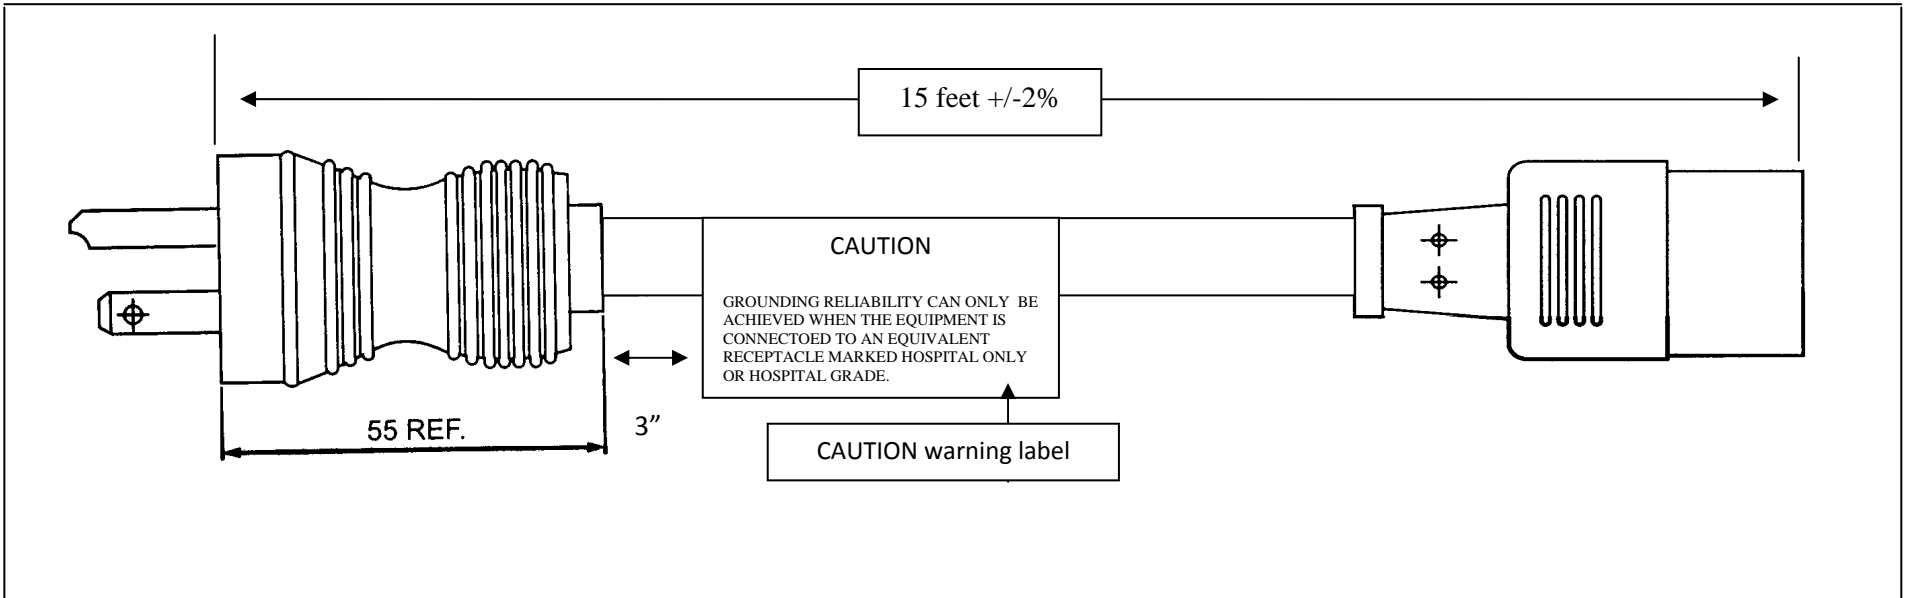 15 feet +/-2%
CAUTION
GROUNDING RELIABILITY CAN ONLY BE
ACHIEVED WHEN THE EQUIPMENT IS
CONNECTOED TO AN EQUIVALENT
RECEPTACLE MARKED HOSPITAL ONLY
OR HOSPITAL GRADE.
55 REF.
3”
CAUTION warning label